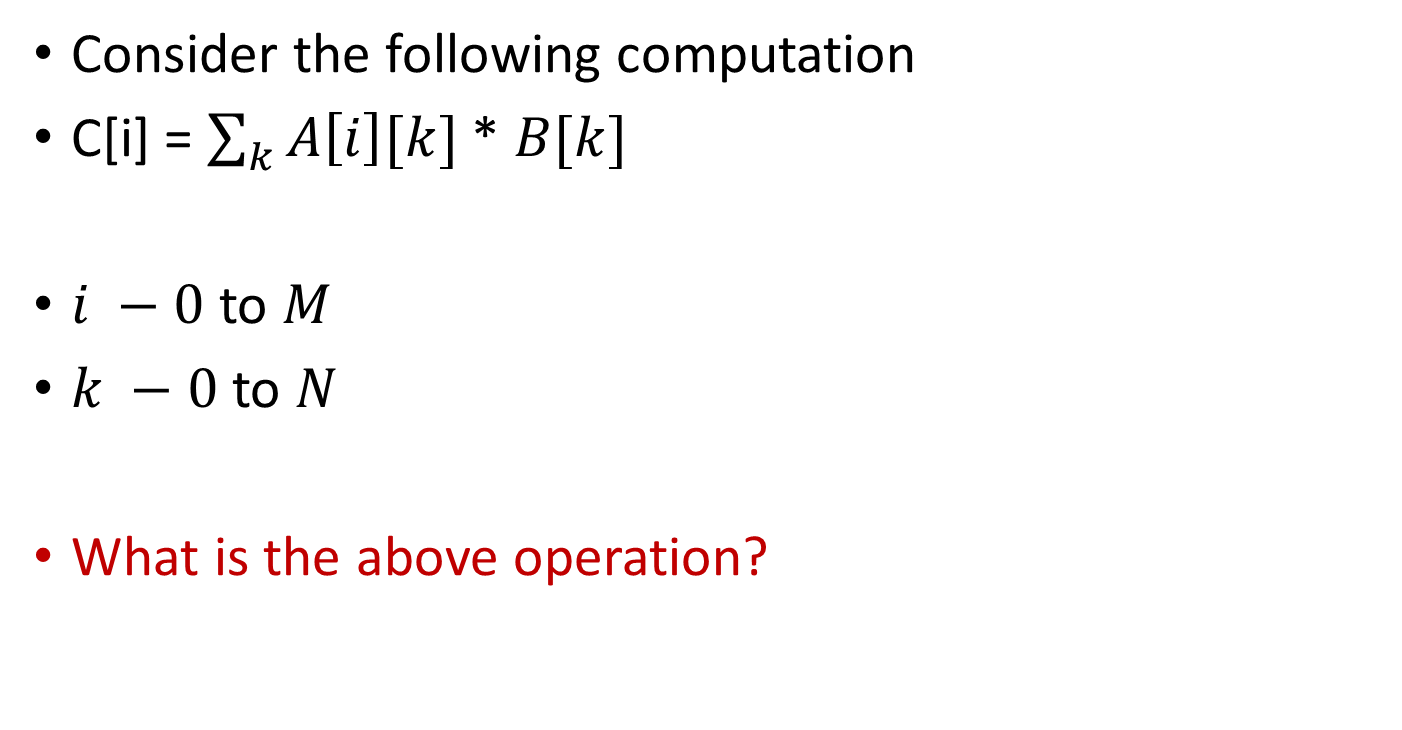 • Consider the following computation
• C[i] = ∑ₖ A[i][k] * B[k]
• i – 0 to M
• k – 0 to N
• What is the above operation?